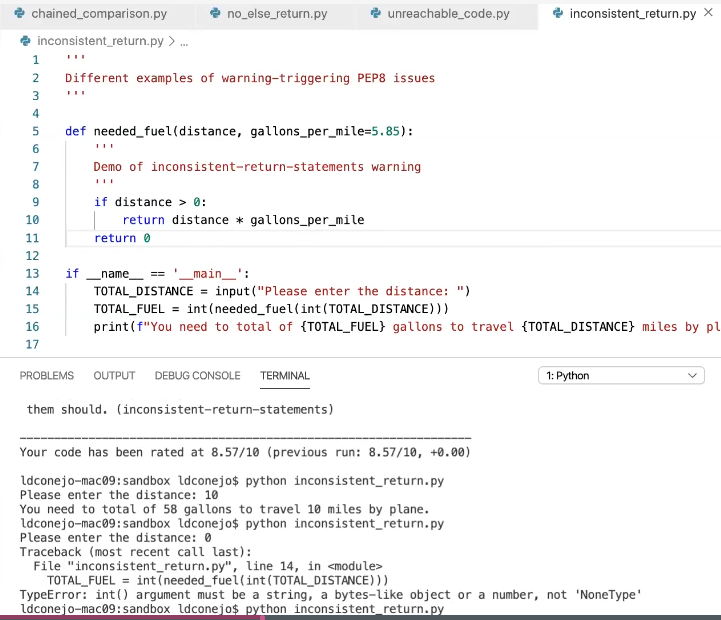 chained_comparison.py no_else_return.py unreachable_code.py inconsistent_return.py ×
inconsistent_return.py > ...
1 '''
2 Different examples of warning-triggering PEP8 issues
3 '''
4
5 def needed_fuel(distance, gallons_per_mile=5.85):
6 '''
7 Demo of inconsistent-return-statements warning
8 '''
9 if distance > 0:
10 return distance * gallons_per_mile
11 return 0
12
13 if __name__ == '__main__':
14 TOTAL_DISTANCE = input("Please enter the distance: ")
15 TOTAL_FUEL = int(needed_fuel(int(TOTAL_DISTANCE)))
16 print(f"You need to total of {TOTAL_FUEL} gallons to travel {TOTAL_DISTANCE} miles by pl
17
PROBLEMS OUTPUT DEBUG CONSOLE TERMINAL 1: Python
them should. (inconsistent-return-statements)
------------------------------------------------------------------
Your code has been rated at 8.57/10 (previous run: 8.57/10, +0.00)
ldconejo-mac09:sandbox ldconejo$ python inconsistent_return.py
Please enter the distance: 10
You need to total of 58 gallons to travel 10 miles by plane.
ldconejo-mac09:sandbox ldconejo$ python inconsistent_return.py
Please enter the distance: 0
Traceback (most recent call last):
File "inconsistent_return.py", line 14, in <module>
TOTAL_FUEL = int(needed_fuel(int(TOTAL_DISTANCE)))
TypeError: int() argument must be a string, a bytes-like object or a number, not 'NoneType'
ldconejo-mac09:sandbox ldconejo$ python inconsistent_return.py